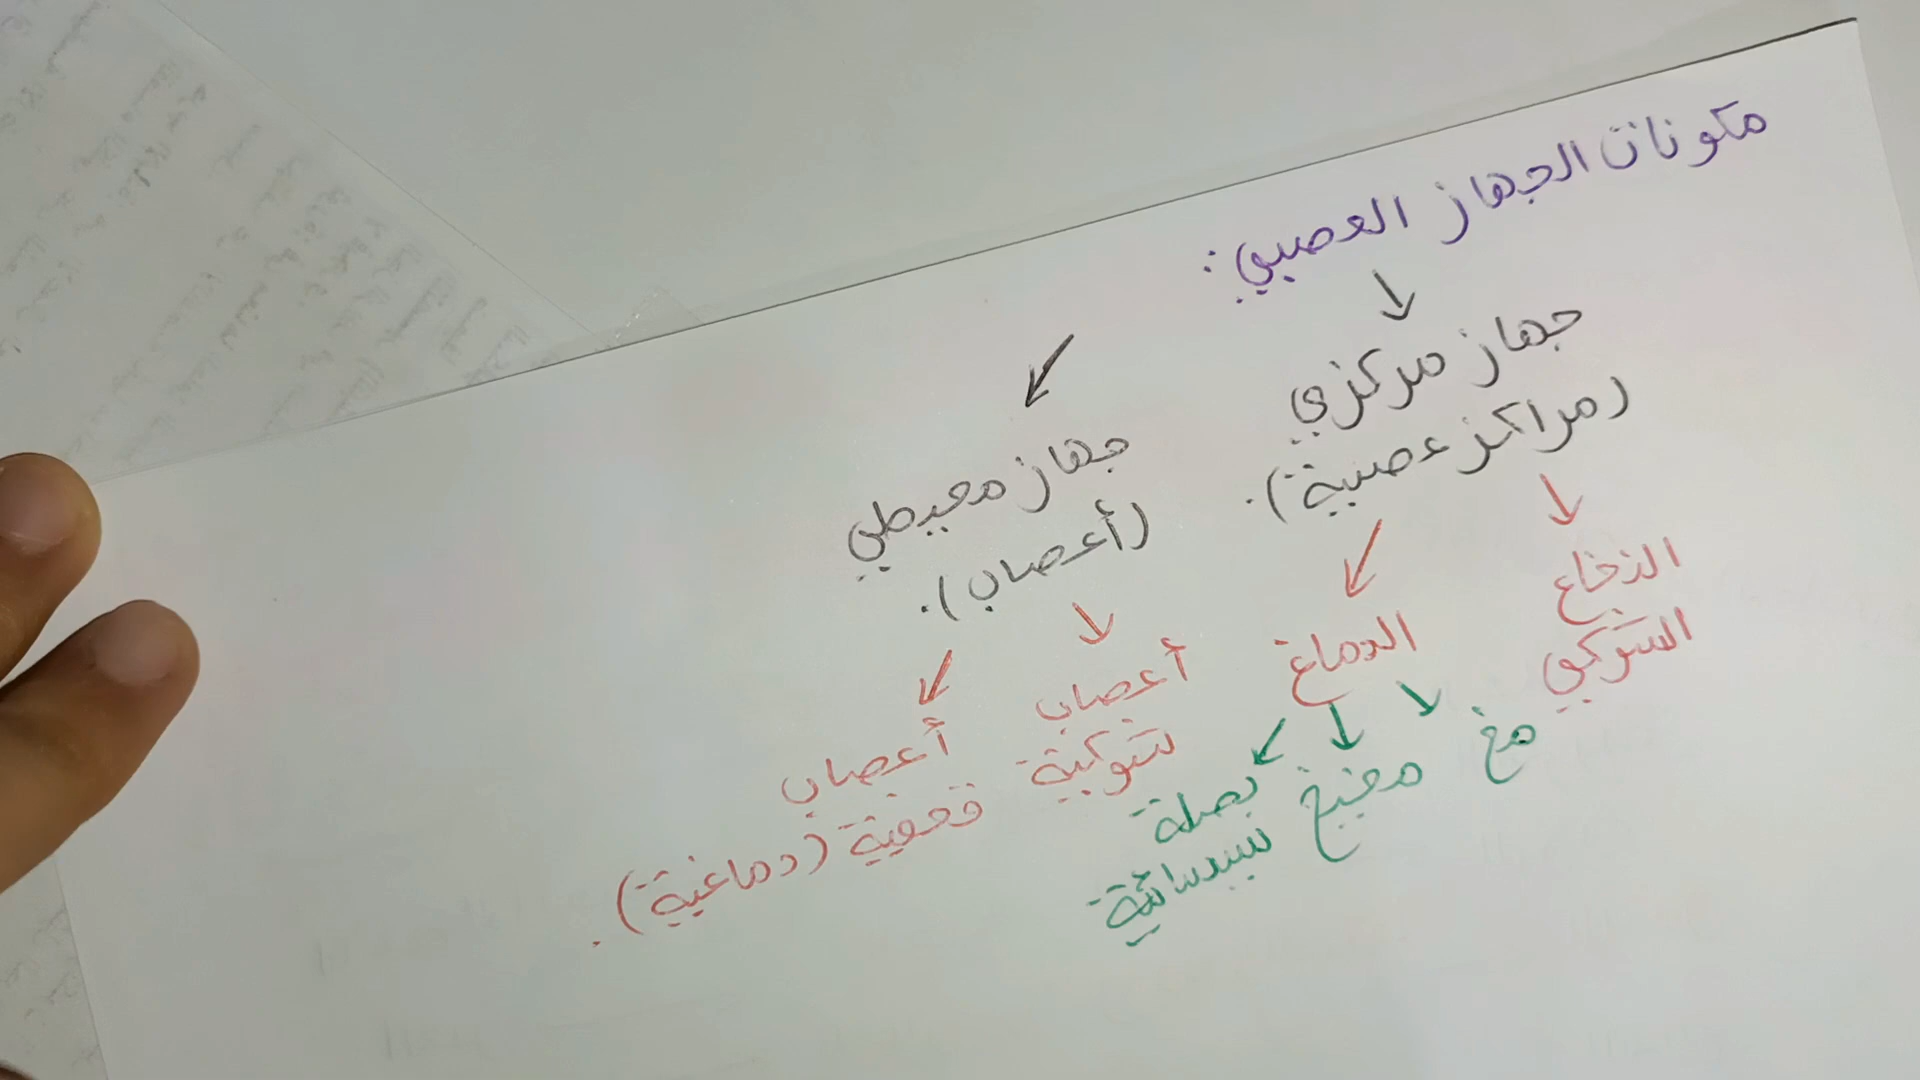 مكونات الجهاز العصبي:
جهاز مركزي
(مراكز عصبية).
جهاز محيطي
(أعصاب).
النخاع
الشوكي
الدماغ
مخ
مخيخ
بصلة
سيسائية
أعصاب
شوكية
أعصاب
قحفية (دماغية).